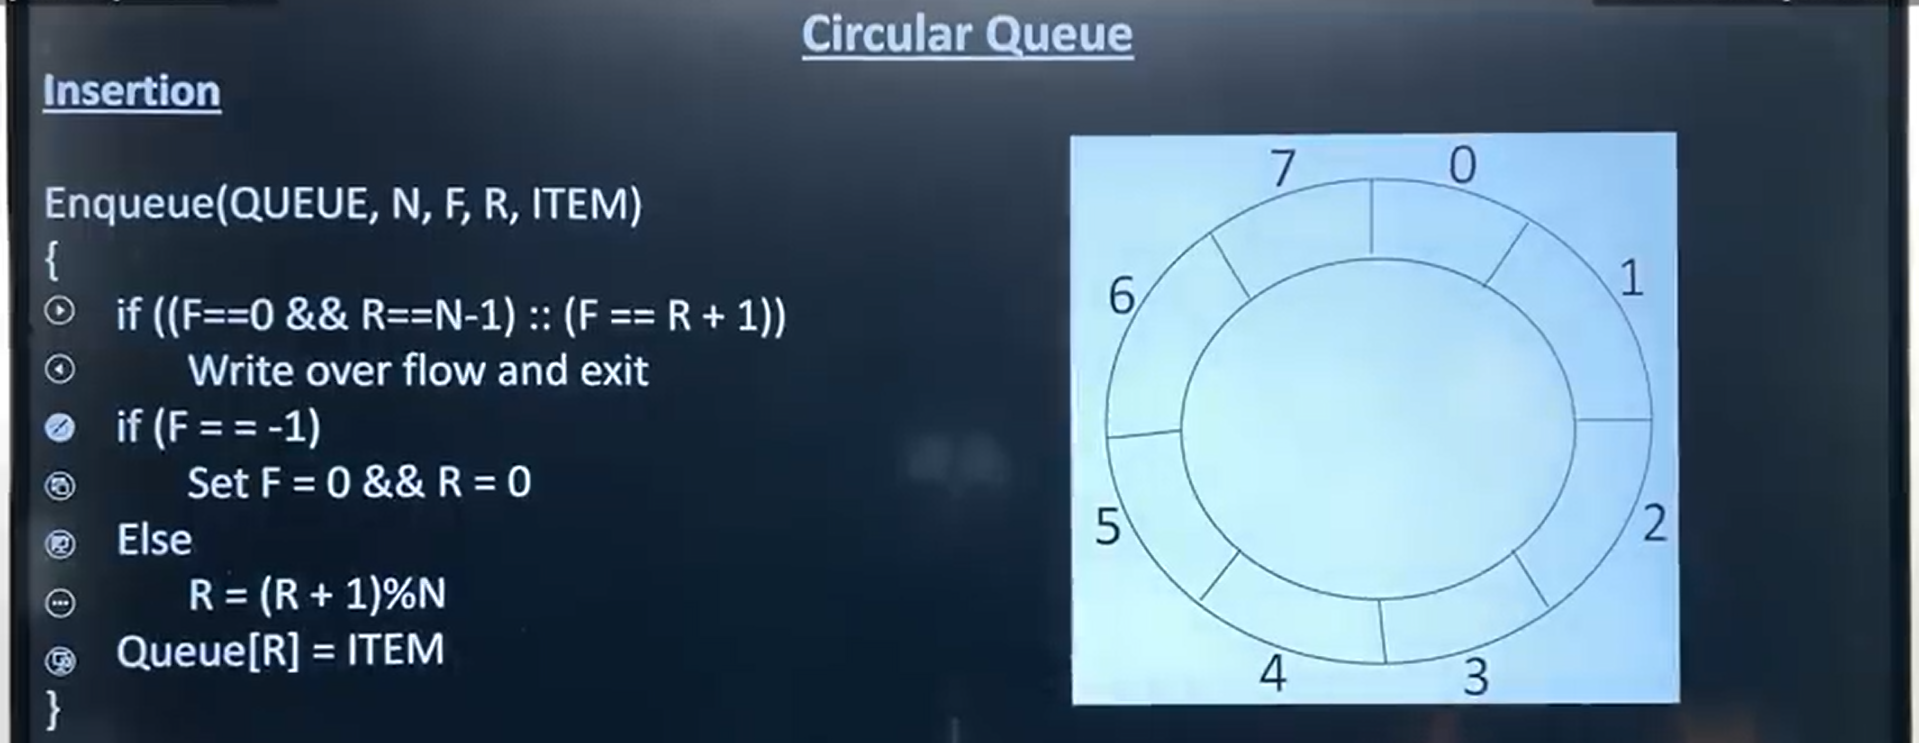 Circular Queue
Insertion
Enqueue(QUEUE, N, F, R, ITEM)
{
if ((F==0 && R==N-1) :: (F == R + 1))
Write over flow and exit
if (F = = -1)
Set F = 0 && R = 0
Else
R = (R + 1)%N
Queue[R] = ITEM
}
7 0
6 1
5 2
4 3